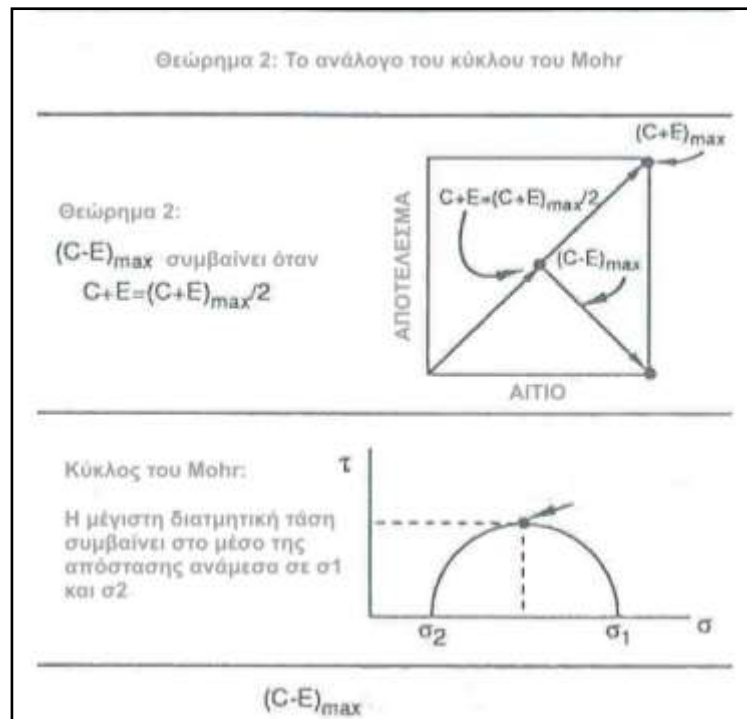 Θεώρημα 2: Το ανάλογο του κύκλου του Mohr
(C+E)max
Θεώρημα 2:
(C-E)max συμβαίνει όταν
C+E=(C+E)max/2
ΑΠΟΤΕΛΕΣΜΑ
C+E=(C+E)max/2
(C-E)max
ΑΙΤΙΟ
Κύκλος του Mohr:
Η μέγιστη διατμητική τάση
συμβαίνει στο μέσο της
απόστασης ανάμεσα σε σ1
και σ2
τ
σ2
σ1
σ
(C-E)max